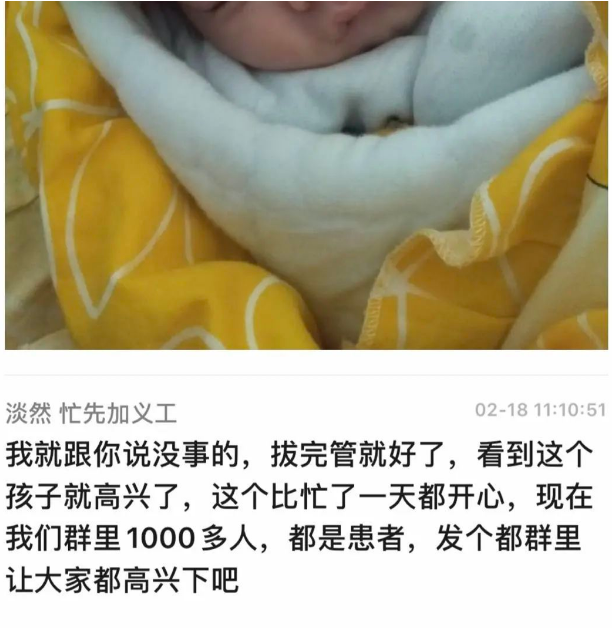 淡然 忙先加义工
02-18 11:10:51
我就跟你说没事的，拔完管就好了，看到这个
孩子就高兴了，这个比忙了一天都开心，现在
我们群里1000多人，都是患者，发个都群里
让大家都高兴下吧